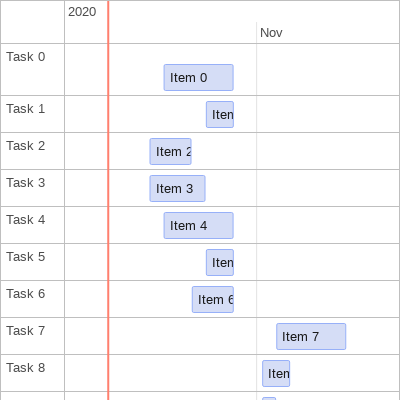 2020
Nov
Task 0
Item 0
Task 1
Iten
Task 2
Item 2
Task 3
Item 3
Task 4
Item 4
Task 5
Iten
Task 6
Item 6
Task 7
Item 7
Task 8
Iten